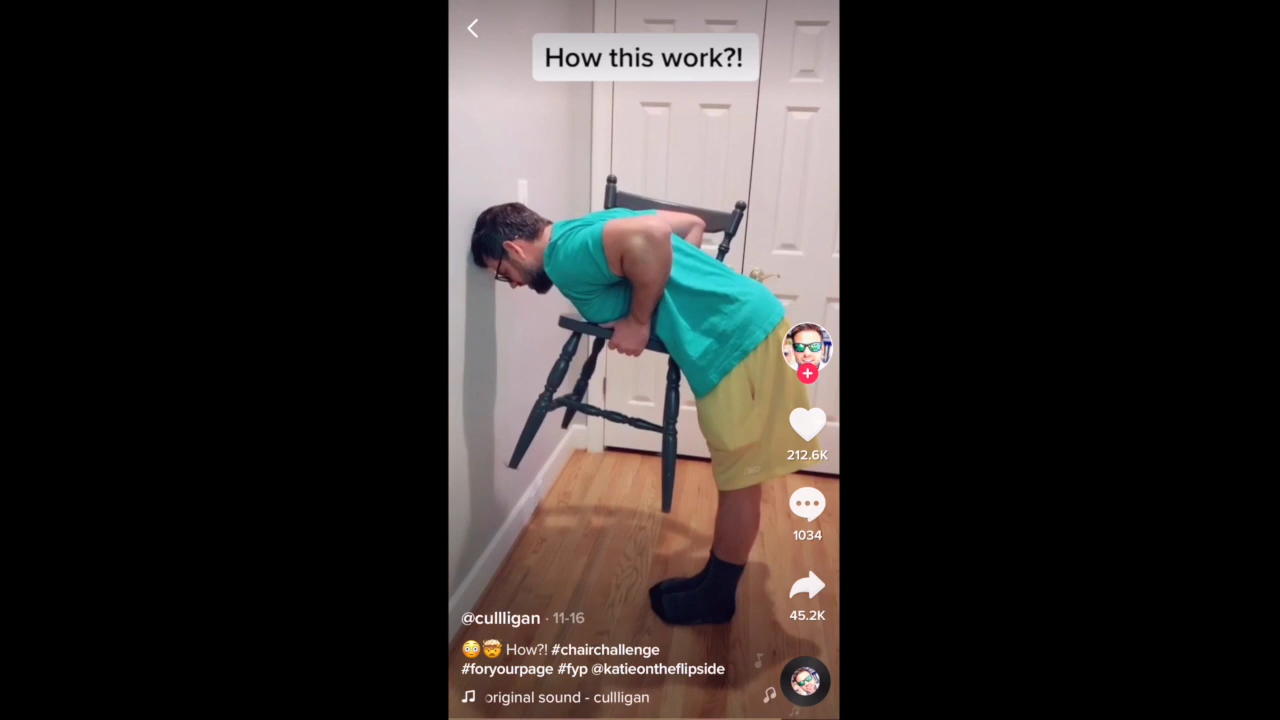 How this work?!
212.6K
1034
45.2K
@cullligan · 11-16
😳🤯 How?! #chairchallenge
#foryourpage #fyp @katieontheflipside
original sound - cullligan